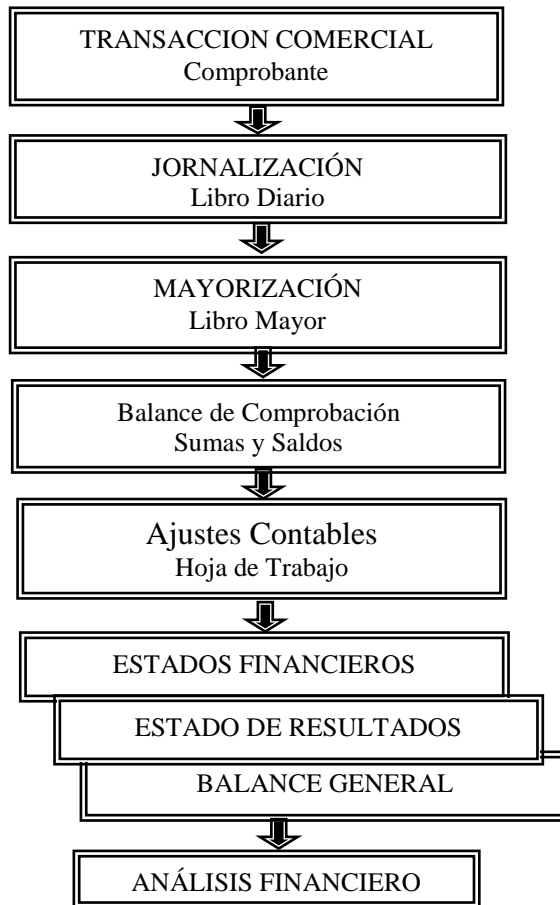 TRANSACCION COMERCIAL
Comprobante
JORNALIZACIÓN
Libro Diario
MAYORIZACIÓN
Libro Mayor
Balance de Comprobación
Sumas y Saldos
Ajustes Contables
Hoja de Trabajo
ESTADOS FINANCIEROS
ESTADO DE RESULTADOS
BALANCE GENERAL
ANÁLISIS FINANCIERO